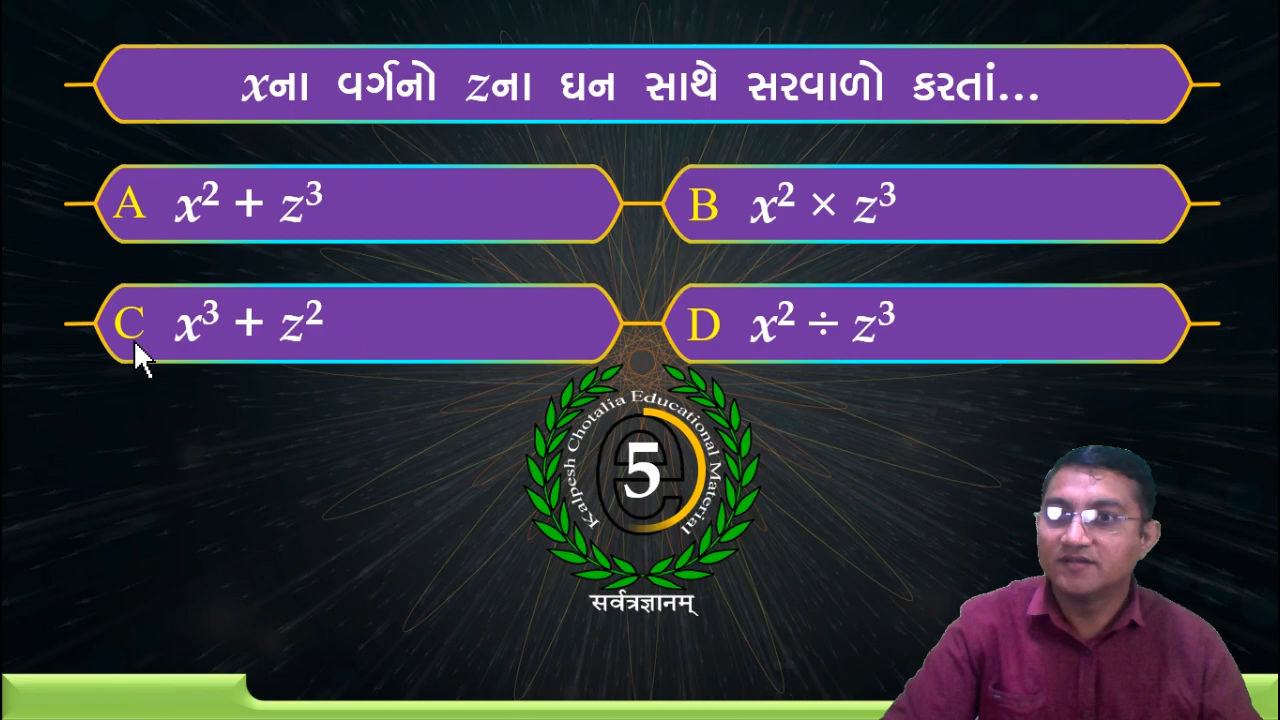 xના વર્ગનો zના ઘન સાથે સરવાળો કરતાં...
A x² + z³
B x² × z³
C x³ + z²
D x² ÷ z³
Kalpesh Chotalia Educational Material
e
5
सर्वत्रज्ञानम्